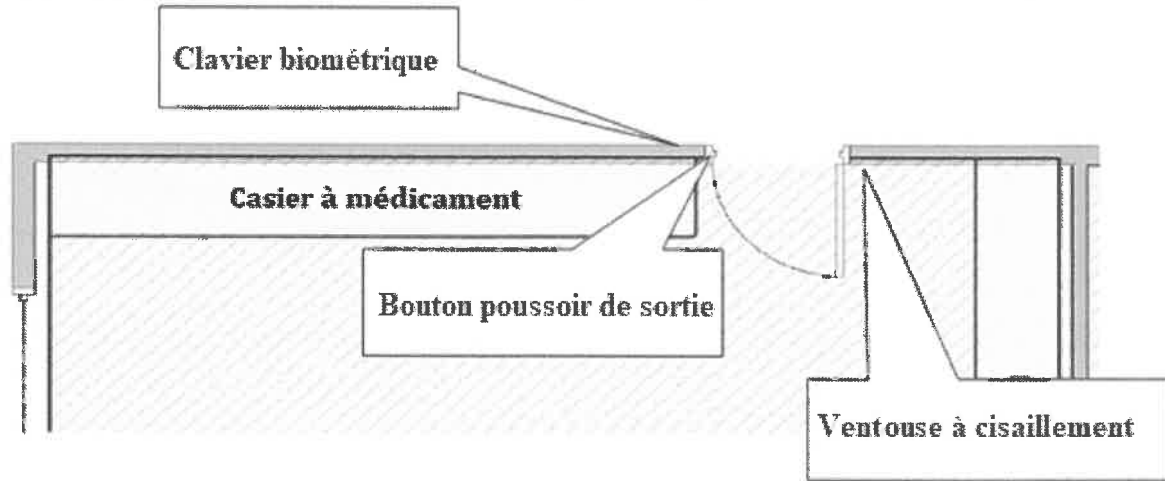 Clavier biométrique
Casier à médicament
Bouton poussoir de sortie
Ventouse à cisaillement